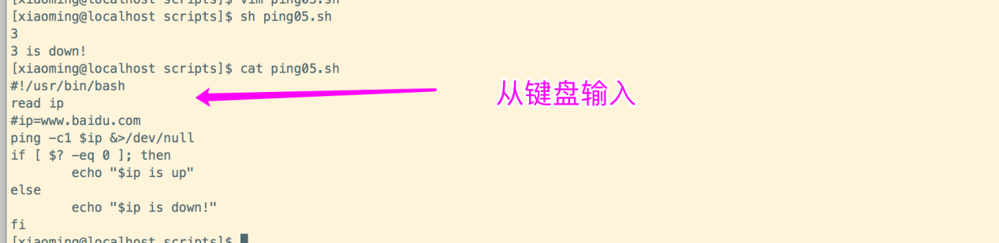 [xiaoming@localhost scripts]$ vim ping05.sh
[xiaoming@localhost scripts]$ sh ping05.sh
3
3 is down!
[xiaoming@localhost scripts]$ cat ping05.sh
#!/usr/bin/bash
read ip
从键盘输入
#ip=www.baidu.com
ping -c1 $ip &>/dev/null
if [ $? -eq 0 ]; then
        echo "$ip is up"
else
        echo "$ip is down!"
fi
[xiaoming@localhost scripts]$